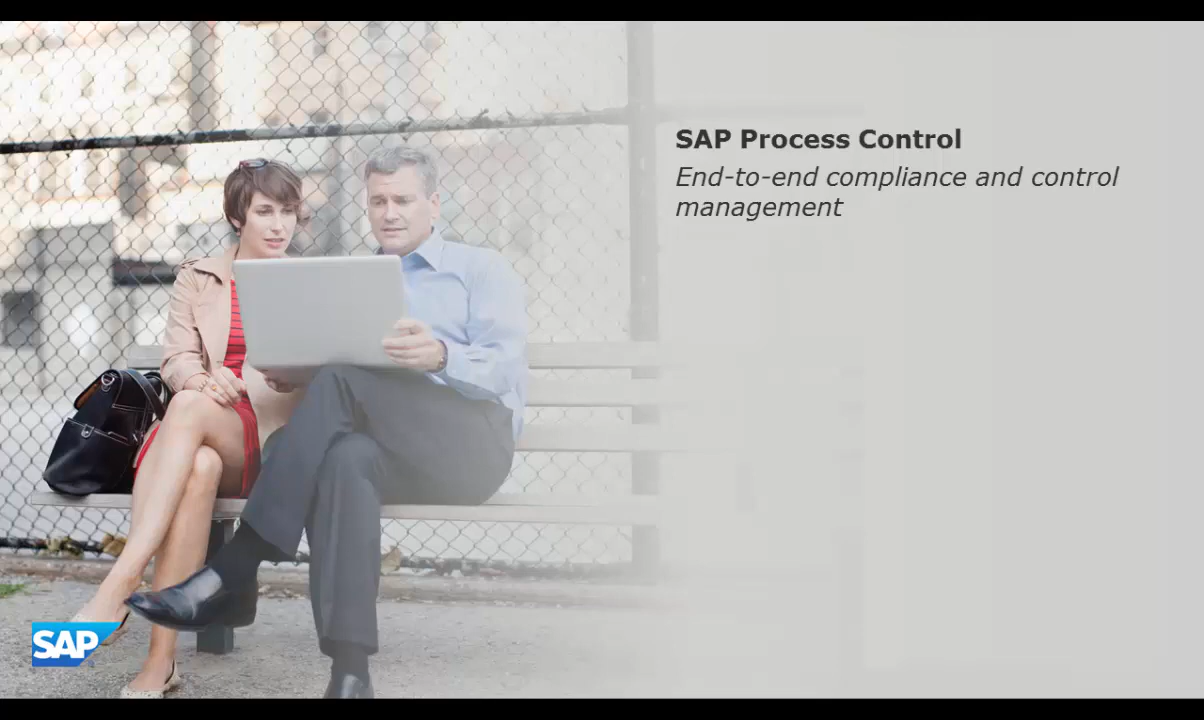 SAP Process Control
End-to-end compliance and control
management
SAP